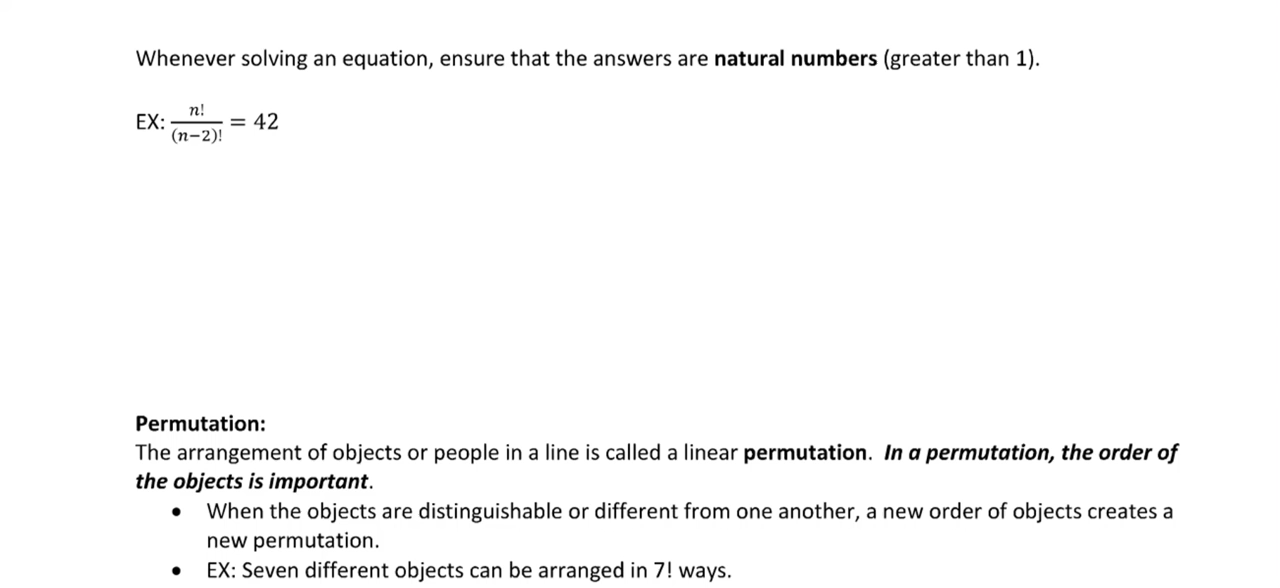 Whenever solving an equation, ensure that the answers are natural numbers (greater than 1).
EX: n!/(n−2)! = 42
Permutation:
The arrangement of objects or people in a line is called a linear permutation. In a permutation, the order of
the objects is important.
• When the objects are distinguishable or different from one another, a new order of objects creates a
new permutation.
• EX: Seven different objects can be arranged in 7! ways.